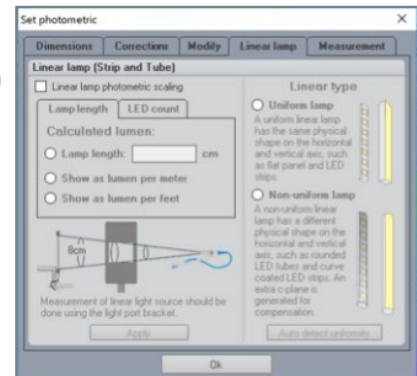 Set photometric
Dimensions Corrections Modify Linear lamp Measurement
Linear lamp (Strip and Tube)
Linear lamp photometric scaling
Lamp length LED count
Calculated lumen:
Lamp length: cm
Show as lumen per meter
Show as lumen per feet
8cm
Measurement of linear light source should be
done using the light port bracket.
Apply
Linear type
Uniform lamp
A uniform linear lamp
has the same physical
shape on the horizontal
and vertical axis, such
as flat panel and LED
strips.
Non-uniform lamp
A non-uniform linear
lamp has a different
physical shape on the
horizontal and vertical
axis, such as rounded
LED tubes and curve
coated LED strips. An
extra c-plane is
generated for
compensation.
Auto detect uniformity
Ok